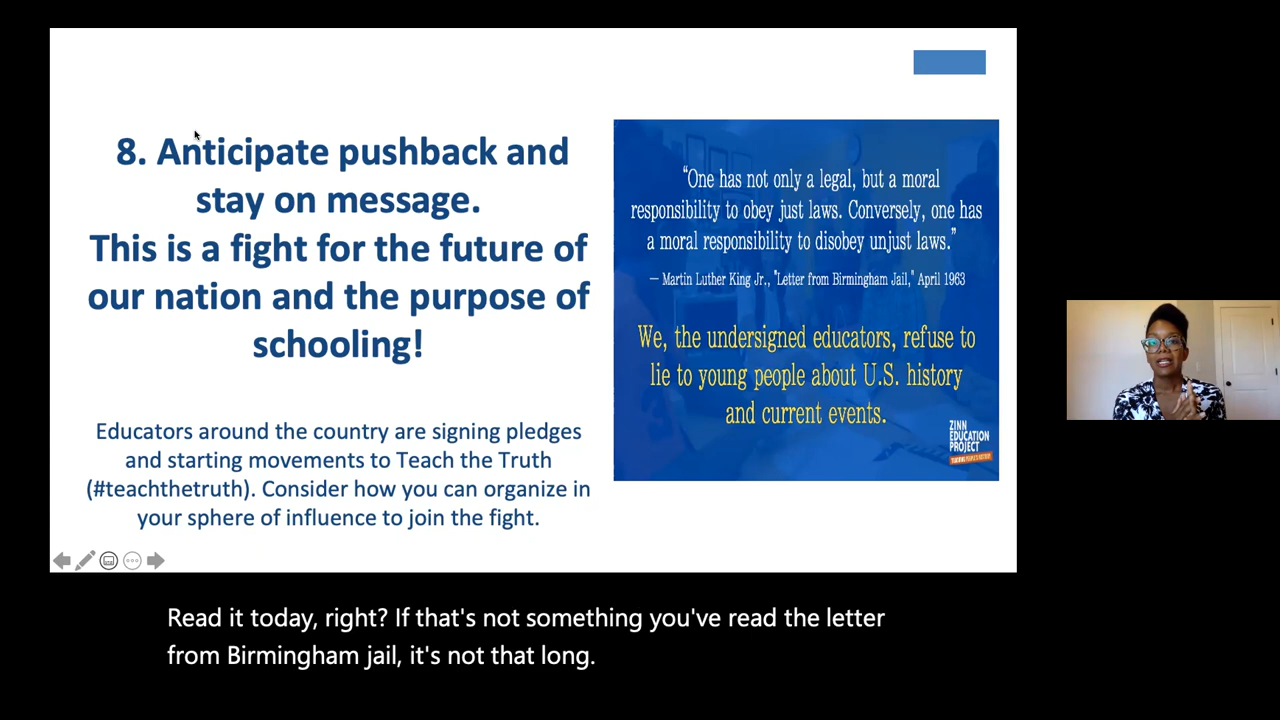 8. Anticipate pushback and
stay on message.
This is a fight for the future of
our nation and the purpose of
schooling!
Educators around the country are signing pledges
and starting movements to Teach the Truth
(#teachthetruth). Consider how you can organize in
your sphere of influence to join the fight.
“One has not only a legal, but a moral
responsibility to obey just laws. Conversely, one has
a moral responsibility to disobey unjust laws.”
— Martin Luther King Jr., "Letter from Birmingham Jail," April 1963
We, the undersigned educators, refuse to
lie to young people about U.S. history
and current events.
ZINN
EDUCATION
PROJECT
Read it today, right? If that's not something you've read the letter
from Birmingham jail, it's not that long.